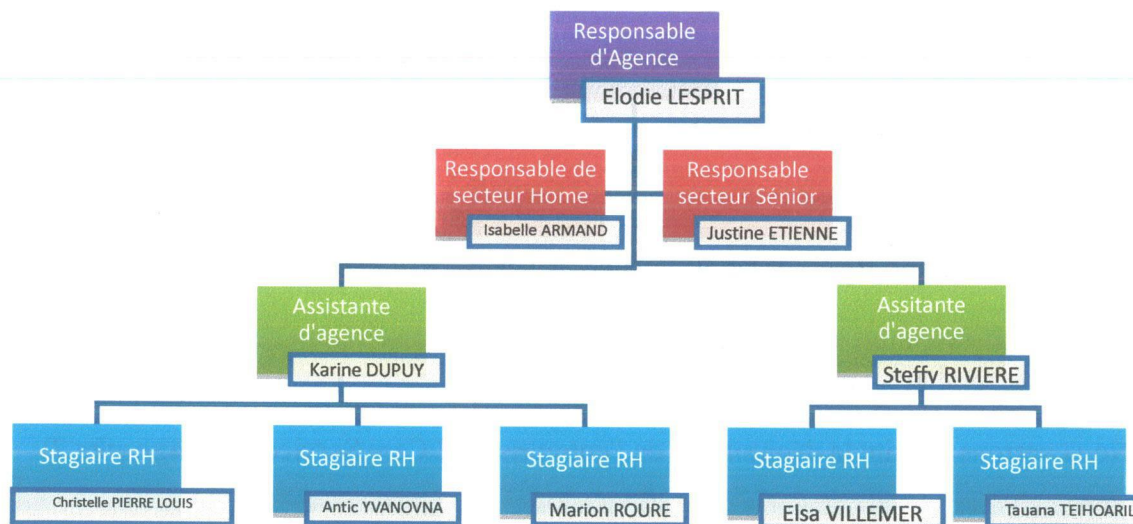 Responsable
d'Agence
Elodie LESPRIT
Responsable de
secteur Home
Isabelle ARMAND
Responsable
secteur Sénior
Justine ETIENNE
Assistante
d'agence
Karine DUPUY
Assitante
d'agence
Steffy RIVIERE
Stagiaire RH
Christelle PIERRE LOUIS
Stagiaire RH
Antic YVANOVNA
Stagiaire RH
Marion ROURE
Stagiaire RH
Elsa VILLEMER
Stagiaire RH
Tauana TEIHOARII